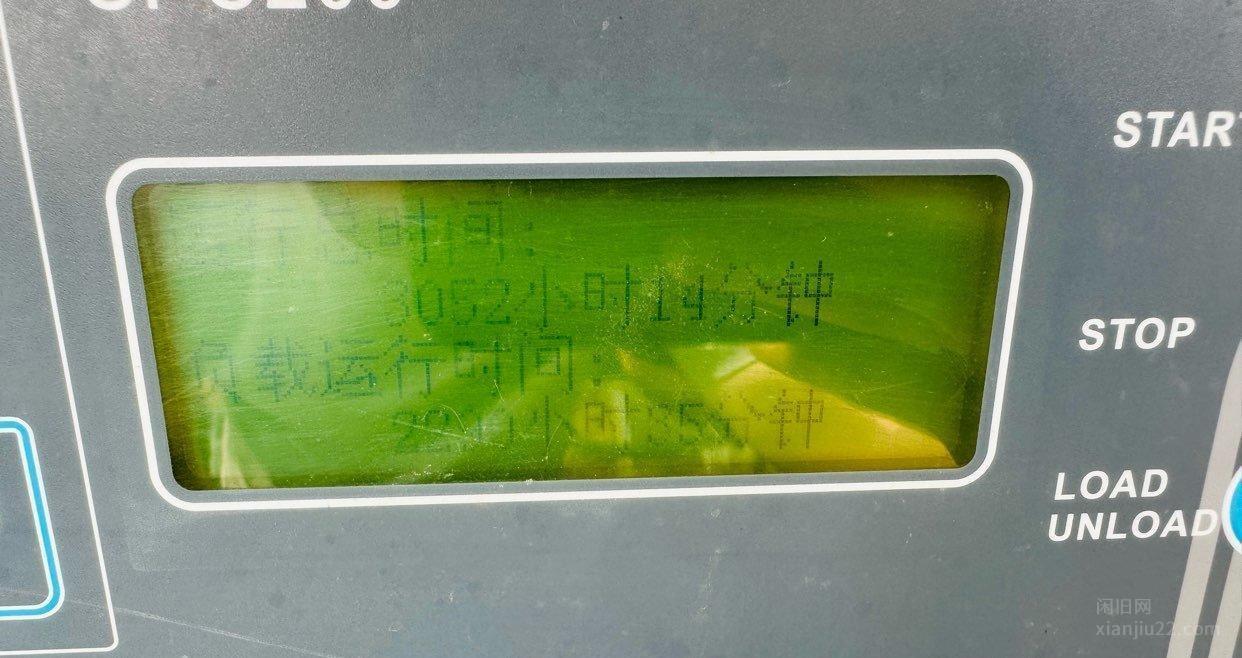 START
时间:
3052小时14分钟
负载运行时间:
小时35分钟
STOP
LOAD
UNLOAD
闲旧网
xianjiu22.com